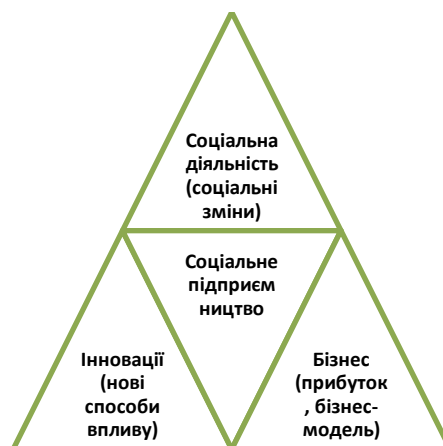 Соціальна
діяльність
(соціальні
зміни)
Соціальне
підприєм
ництво
Інновації
(нові
способи
впливу)
Бізнес
(прибуток
, бізнес-
модель)